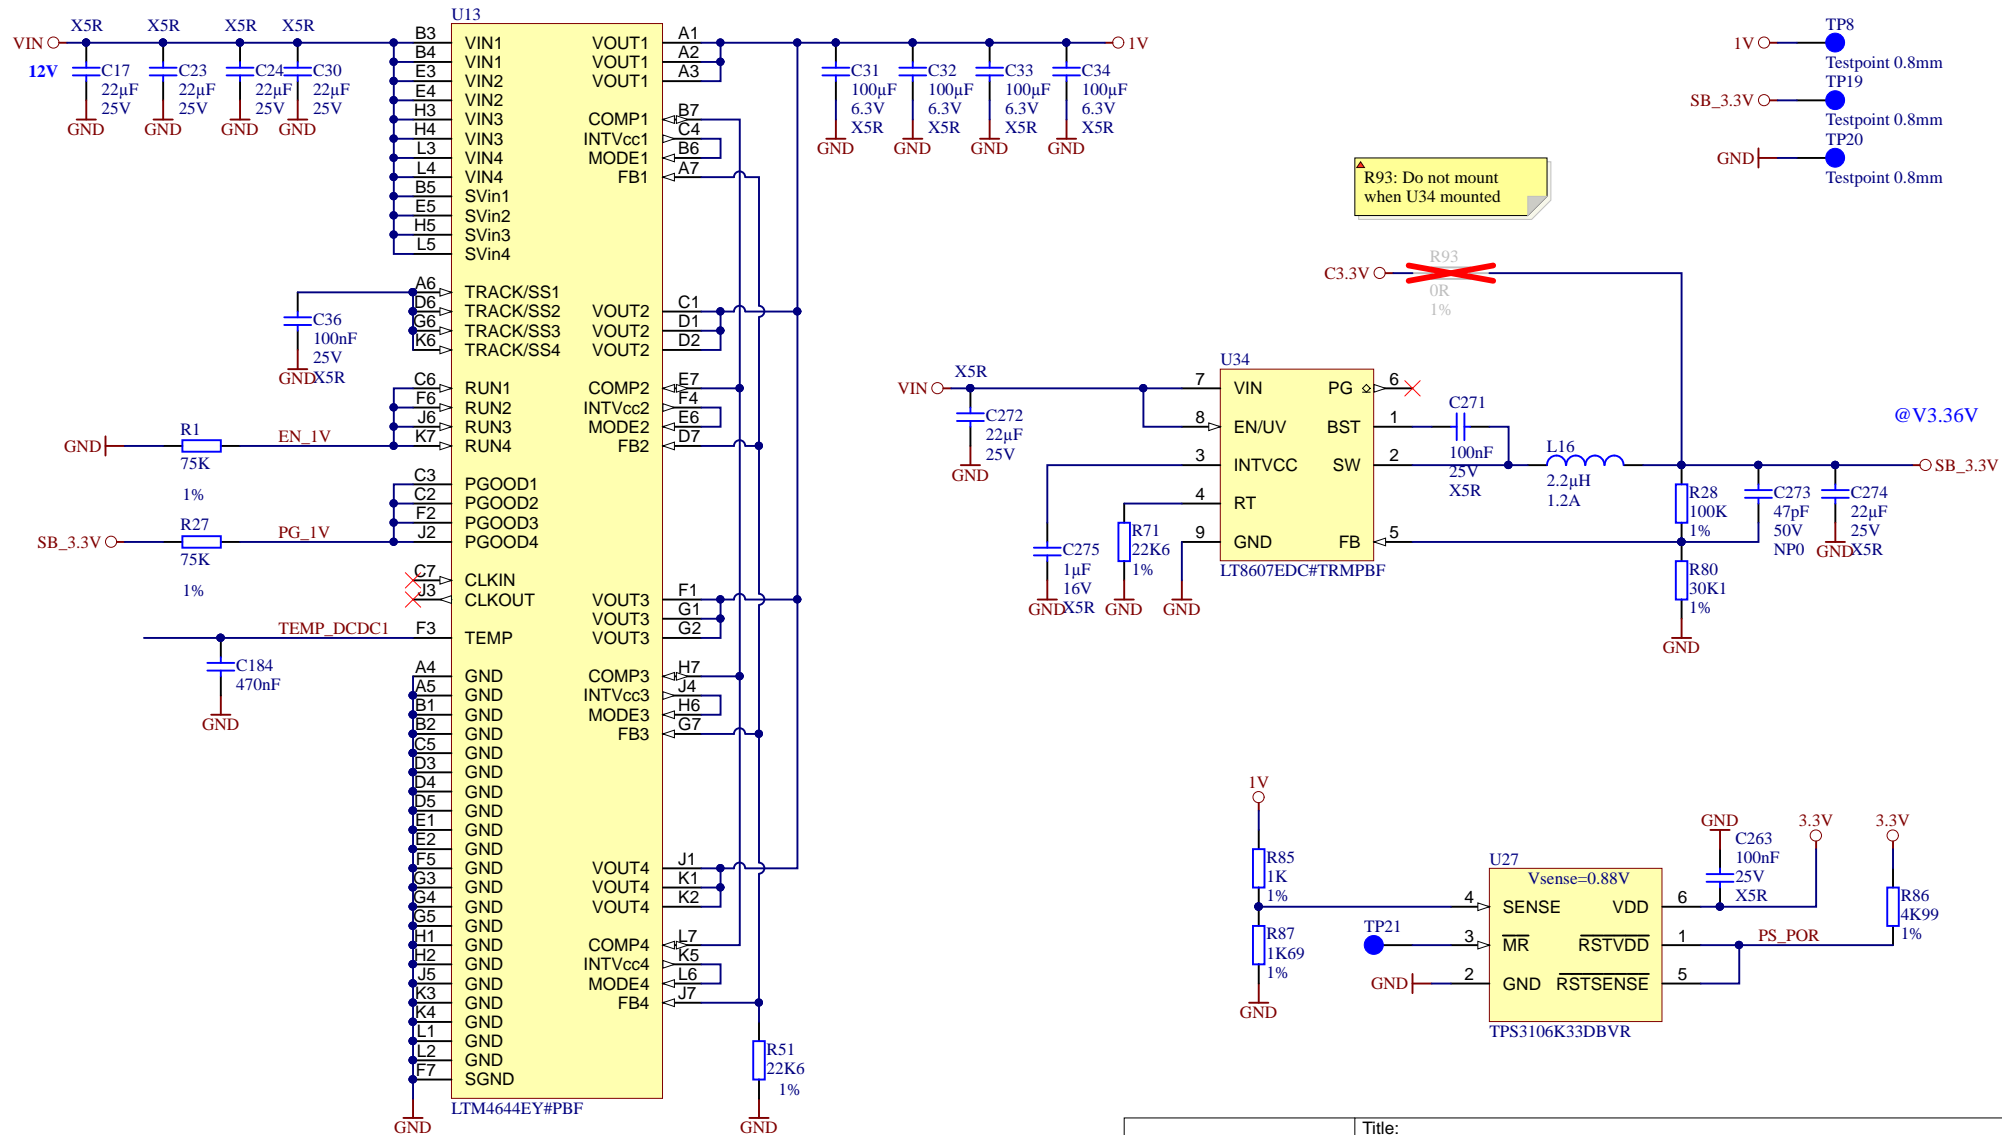 U13
X5R X5R X5R X5R
VIN
12V
C17
22µF
25V
GND
C23
22µF
25V
GND
C24
22µF
25V
GND
C30
22µF
25V
GND
B3 VIN1
B4 VIN1
E3 VIN2
E4 VIN2
H3 VIN3
H4 VIN3
L3 VIN4
L4 VIN4
B5 SVin1
E5 SVin2
H5 SVin3
L5 SVin4
A6 TRACK/SS1
D6 TRACK/SS2
G6 TRACK/SS3
K6 TRACK/SS4
C36
100nF
25V
X5R
GND
C6 RUN1
F6 RUN2
J6 RUN3
K7 RUN4
GND
R1
75K
1%
EN_1V
C3 PGOOD1
C2 PGOOD2
F2 PGOOD3
J2 PGOOD4
SB_3.3V
R27
75K
1%
PG_1V
C7 CLKIN
J3 CLKOUT
F3 TEMP
TEMP_DCDC1
C184
470nF
GND
A4 GND
A5 GND
B1 GND
B2 GND
C5 GND
D3 GND
D4 GND
D5 GND
E1 GND
E2 GND
F5 GND
G3 GND
G4 GND
G5 GND
H1 GND
H2 GND
J5 GND
K3 GND
K4 GND
L1 GND
L2 GND
F7 SGND
GND
LTM4644EY#PBF
VOUT1 A1
VOUT1 A2
VOUT1 A3
COMP1 B7
INTVcc1 C4
MODE1 B6
FB1 A7
VOUT2 C1
VOUT2 D1
VOUT2 D2
COMP2 E7
INTVcc2 F4
MODE2 E6
FB2 D7
VOUT3 F1
VOUT3 G1
VOUT3 G2
COMP3 H7
INTVcc3 J4
MODE3 H6
FB3 G7
VOUT4 J1
VOUT4 K1
VOUT4 K2
COMP4 L7
INTVcc4 K5
MODE4 L6
FB4 J7
R51
22K6
1%
GND
1V
C31
100µF
6.3V
X5R
GND
C32
100µF
6.3V
X5R
GND
C33
100µF
6.3V
X5R
GND
C34
100µF
6.3V
X5R
GND
1V
TP8
Testpoint 0.8mm
SB_3.3V
TP19
Testpoint 0.8mm
GND
TP20
Testpoint 0.8mm
R93: Do not mount
when U34 mounted
C3.3V
R93
0R
1%
U34
VIN
X5R
C272
22µF
25V
GND
7 VIN
8 EN/UV
3 INTVCC
4 RT
9 GND
PG 6
BST 1
SW 2
FB 5
LT8607EDC#TRMPBF
C275
1µF
16V
X5R
GND
R71
22K6
1%
GND
GND
C271
100nF
25V
X5R
L16
2.2µH
1.2A
R28
100K
1%
C273
47pF
50V
NP0
C274
22µF
25V
X5R
GND
R80
30K1
1%
GND
@V3.36V
SB_3.3V
1V
R85
1K
1%
R87
1K69
1%
GND
TP21
GND
U27
Vsense=0.88V
4 SENSE
3 MR
2 GND
VDD 6
RSTVDD 1
RSTSENSE 5
TPS3106K33DBVR
GND
C263
100nF
25V
X5R
3.3V
3.3V
R86
4K99
1%
PS_POR
Title: